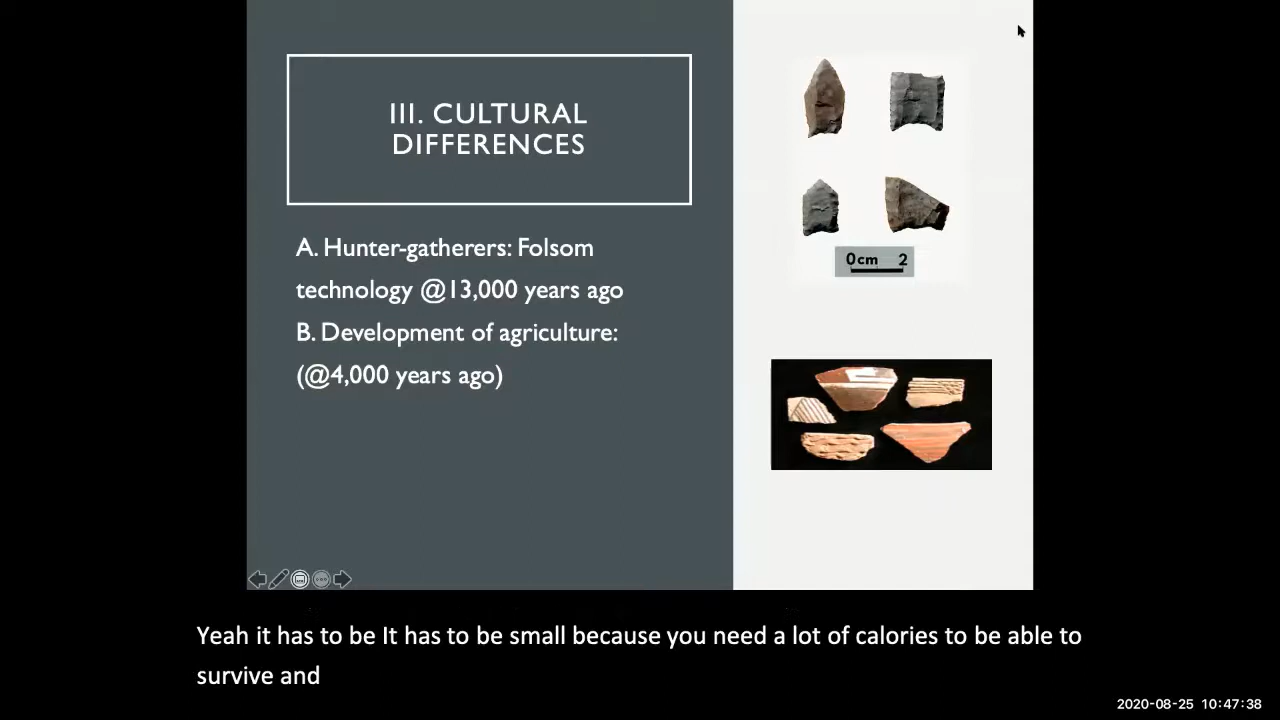 III. CULTURAL
DIFFERENCES
A. Hunter-gatherers: Folsom
technology @13,000 years ago
B. Development of agriculture:
(@4,000 years ago)
0cm 2
Yeah it has to be It has to be small because you need a lot of calories to be able to
survive and
2020-08-25 10:47:38